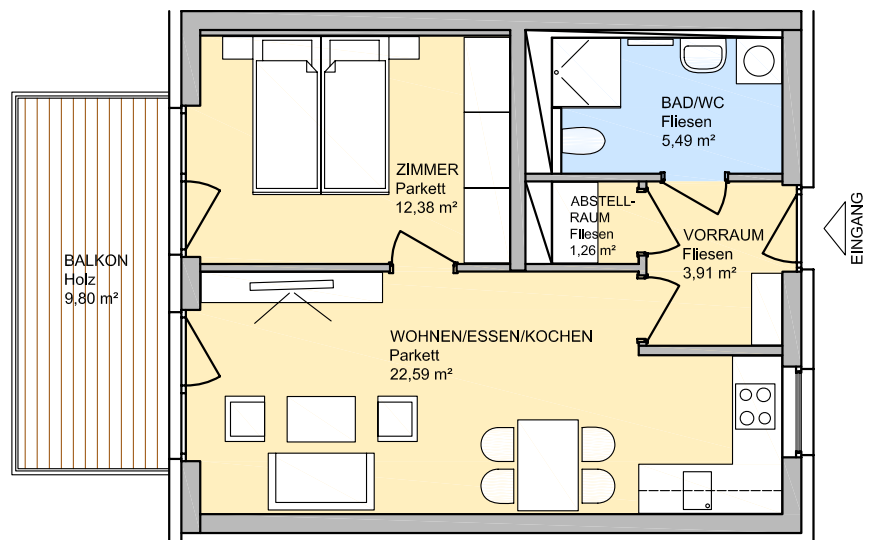 BAD/WC
Fliesen
5,49 m²
ZIMMER
Parkett
12,38 m²
ABSTELL-
RAUM
Fliesen
1,26 m²
VORRAUM
Fliesen
3,91 m²
EINGANG
BALKON
Holz
9,80 m²
WOHNEN/ESSEN/KOCHEN
Parkett
22,59 m²